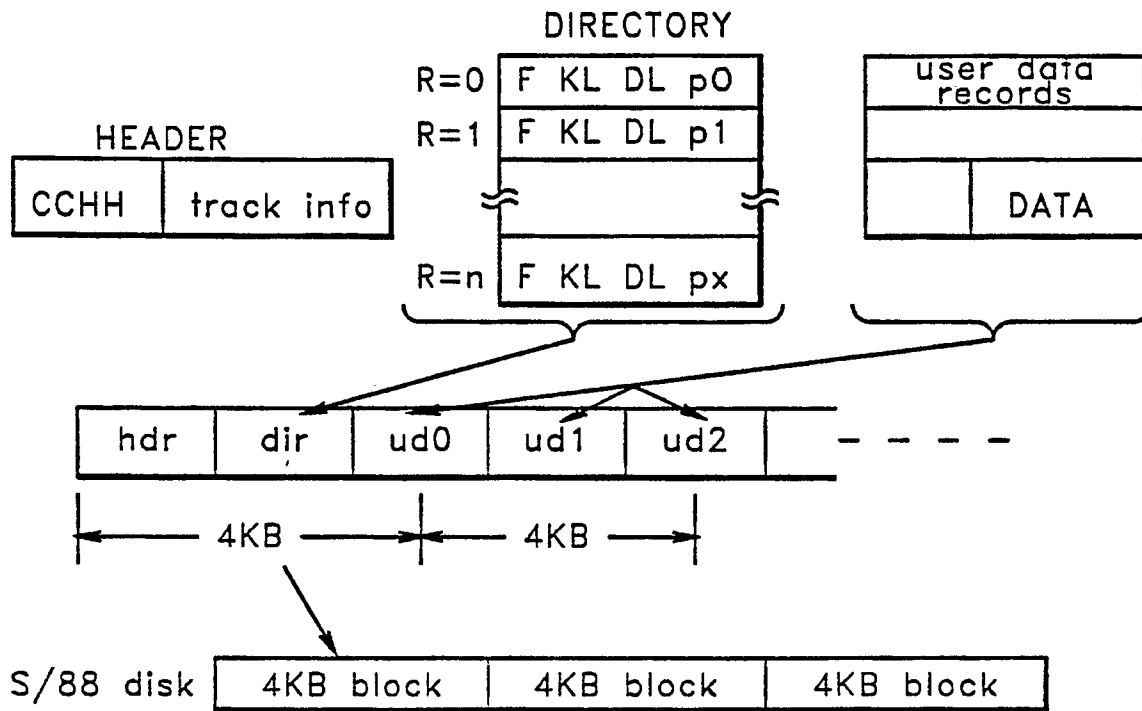 DIRECTORY
R=0 F KL DL p0
R=1 F KL DL p1
R=n F KL DL px
user data
records
DATA
HEADER
CCHH track info
hdr dir ud0 ud1 ud2
4KB 4KB
S/88 disk 4KB block 4KB block 4KB block